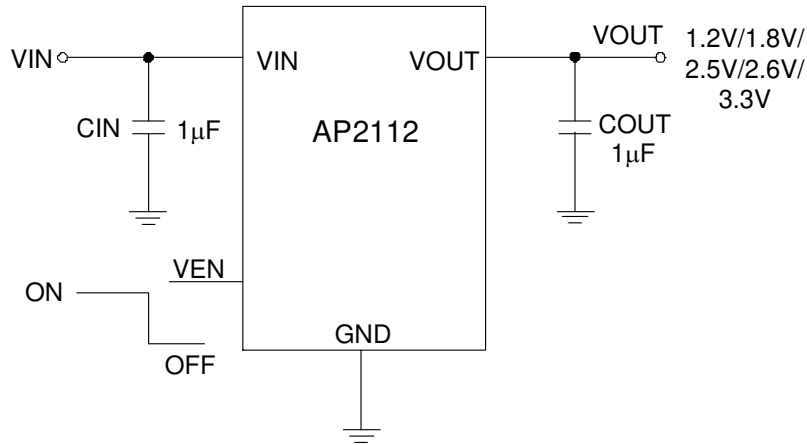 VIN
VIN
VOUT
VOUT
1.2V/1.8V/
2.5V/2.6V/
3.3V
CIN
1µF
AP2112
COUT
1µF
VEN
ON
OFF
GND